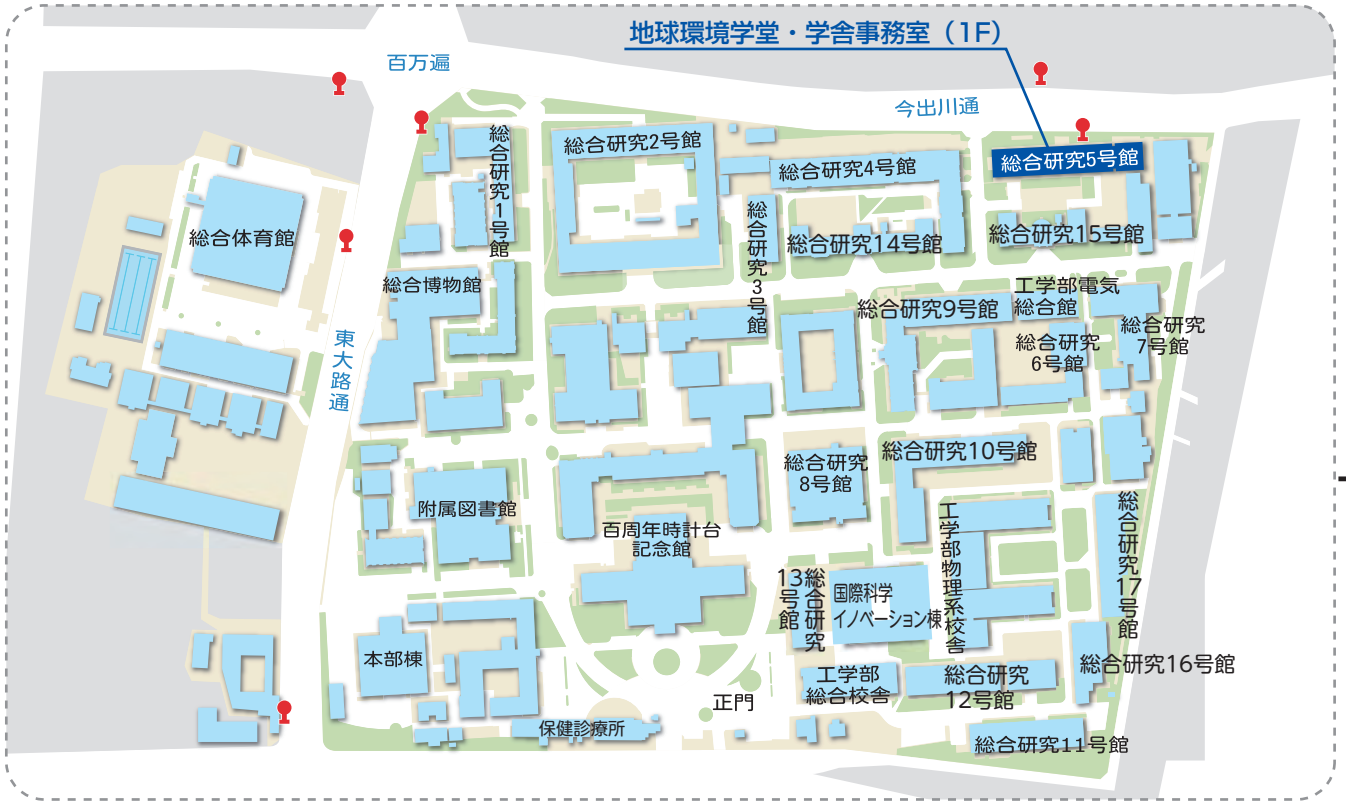 地球環境学堂・学舎事務室（1F）
百万遍
今出川通
総合研究1号館
総合研究2号館
総合研究4号館
総合研究5号館
総合研究3号館
総合体育館
総合研究14号館
総合研究15号館
総合博物館
工学部電気
総合館
総合研究9号館
総合研究
7号館
総合研究
6号館
東大路通
総合研究10号館
総合研究
8号館
附属図書館
百周年時計台
記念館
工学部物理系校舎
総合研究17号館
総合研究
13号館
国際科学
イノベーション棟
本部棟
総合研究16号館
工学部
総合校舎
総合研究
12号館
正門
保健診療所
総合研究11号館